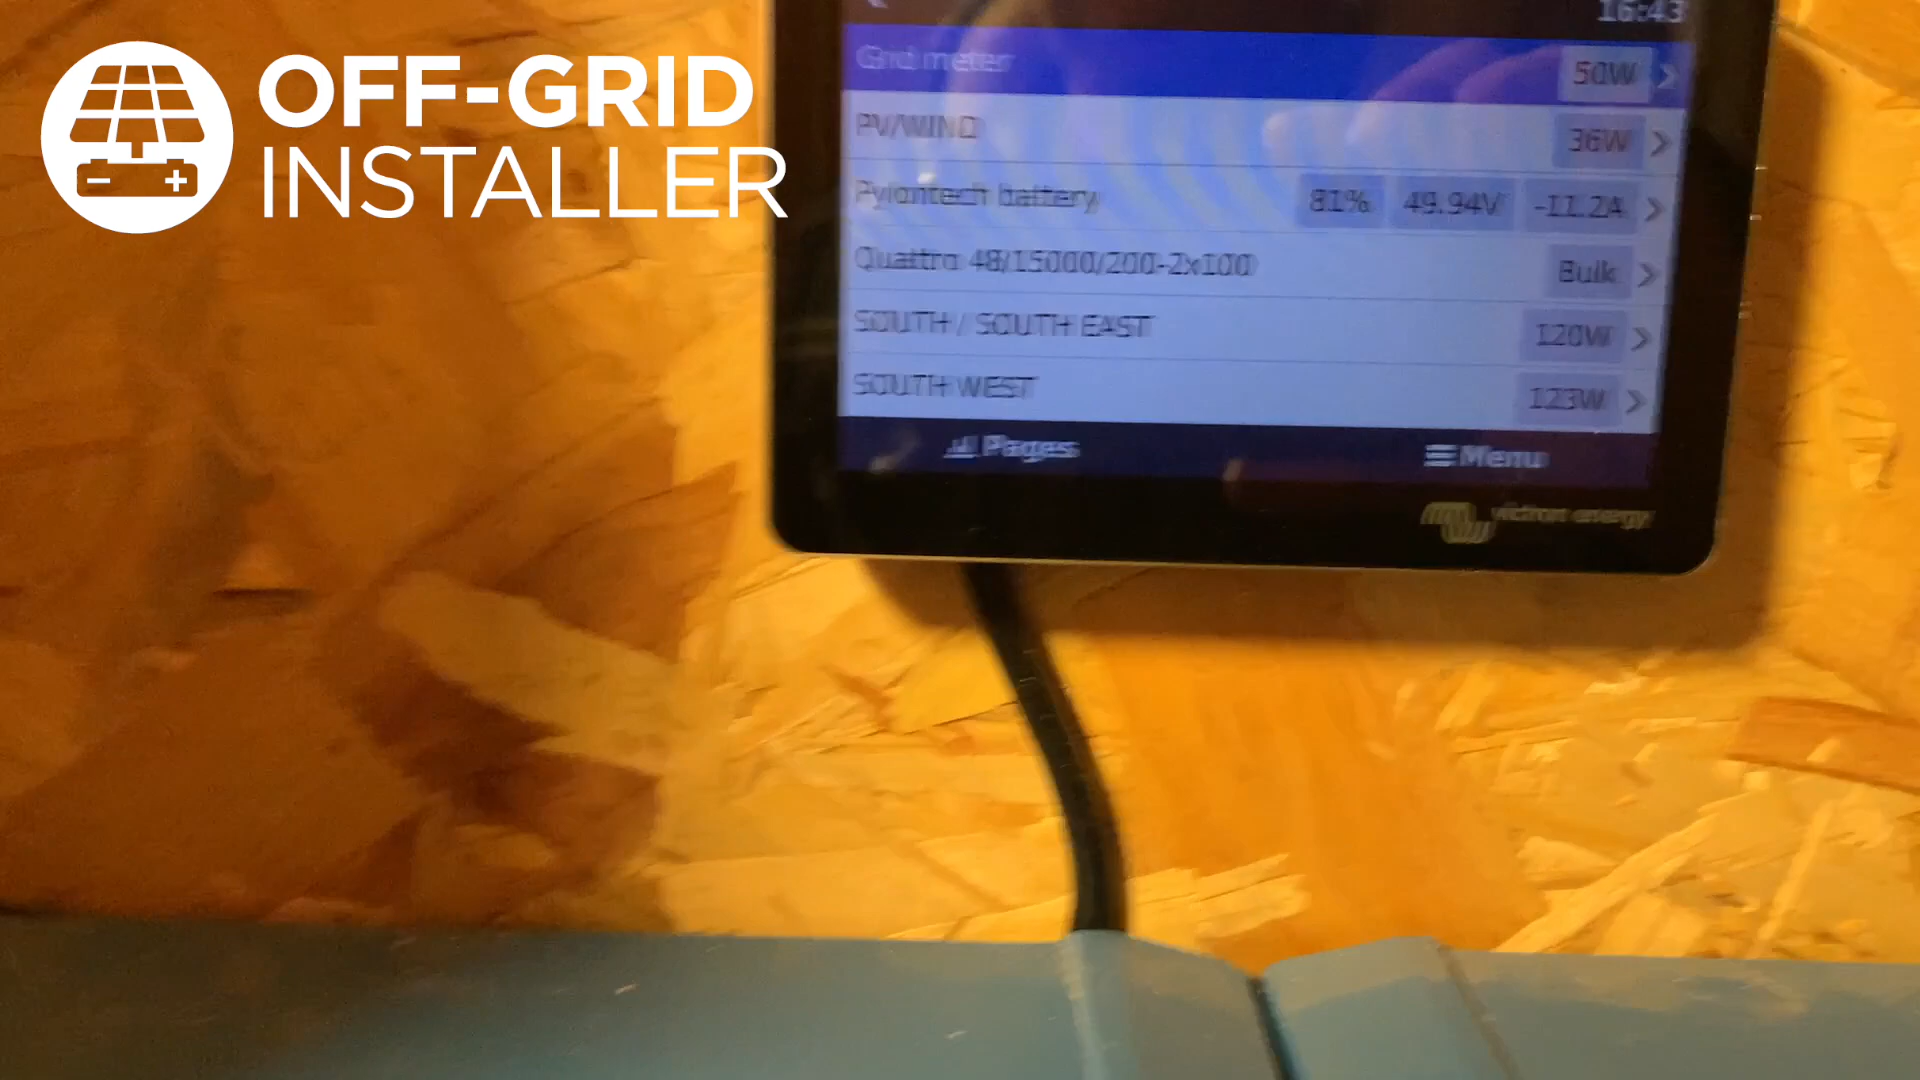 OFF-GRID
INSTALLER
16:43
Grid meter 50W
PV/WIND 36W
Pylontech battery 81% 49.94V -11.2A
Quattro 48/15000/200-2x100 Bulk
SOUTH / SOUTH EAST 120W
SOUTH WEST 123W
Pages Menu
victron energy